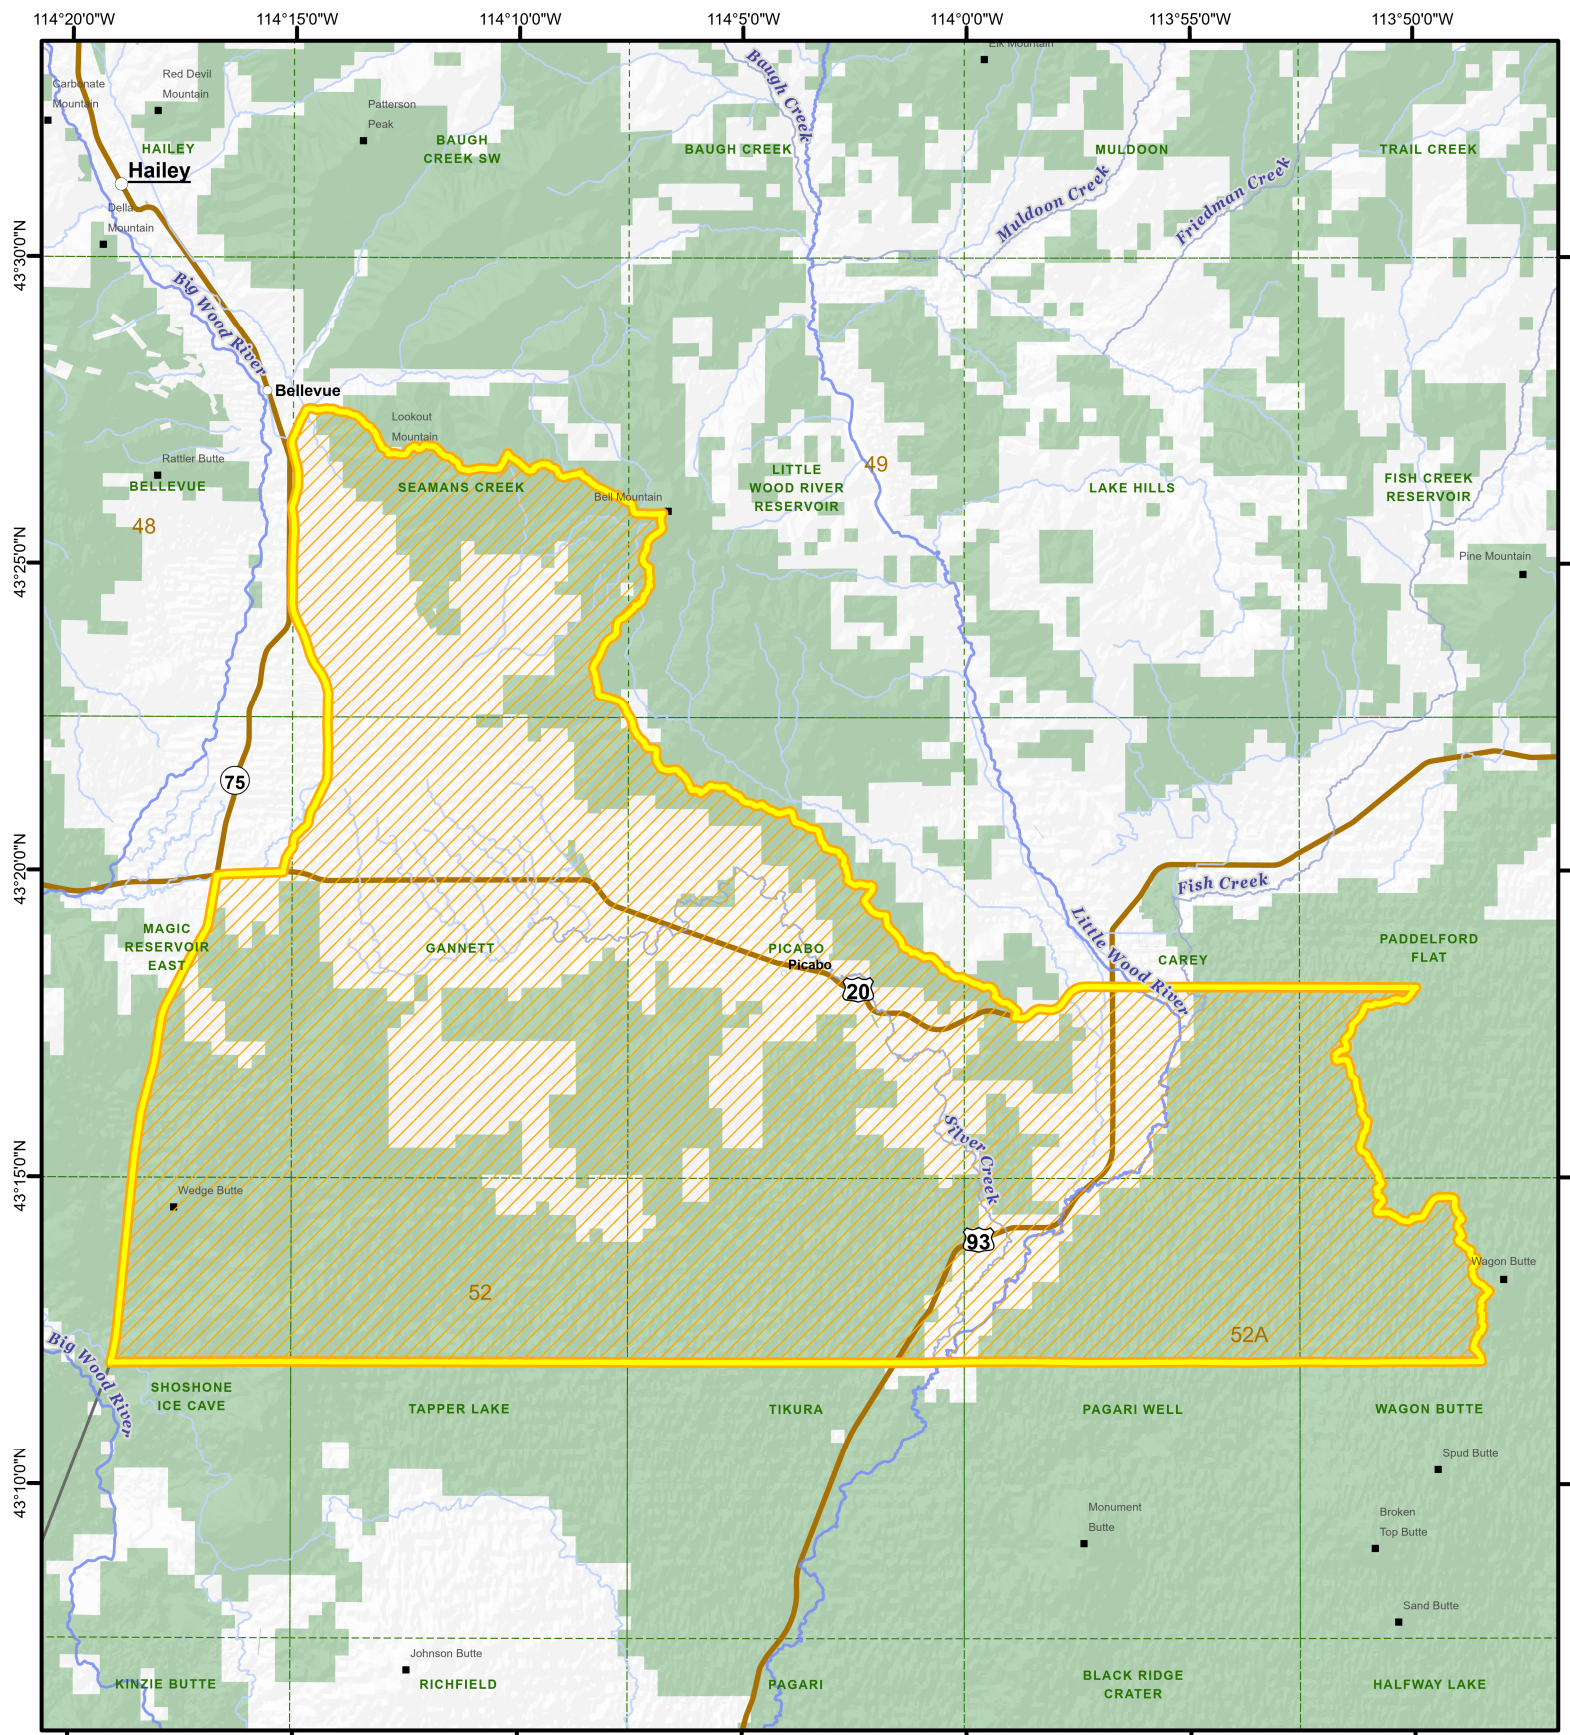 114°20'0"W
114°15'0"W
114°10'0"W
114°5'0"W
114°0'0"W
113°55'0"W
113°50'0"W
Elk Mountain
Carbonate
Mountain
Red Devil
Mountain
Patterson
Peak
Baugh Creek
HAILEY
BAUGH
CREEK SW
BAUGH CREEK
MULDOON
TRAIL CREEK
Hailey
Muldoon Creek
Friedman Creek
Della
Mountain
43°30'0"N
Big Wood River
Bellevue
Lookout
Mountain
Rattler Butte
BELLEVUE
48
SEAMANS CREEK
Bell Mountain
LITTLE
WOOD RIVER
RESERVOIR
49
LAKE HILLS
FISH CREEK
RESERVOIR
Pine Mountain
43°25'0"N
75
43°20'0"N
Fish Creek
Little Wood River
MAGIC
RESERVOIR
EAST
GANNETT
PICABO
Picabo
20
CAREY
PADDELFORD
FLAT
Silver Creek
43°15'0"N
Wedge Butte
93
Wagon Butte
52
52A
Big Wood River
SHOSHONE
ICE CAVE
TAPPER LAKE
TIKURA
PAGARI WELL
WAGON BUTTE
Spud Butte
43°10'0"N
Monument
Butte
Broken
Top Butte
Sand Butte
Johnson Butte
KINZIE BUTTE
RICHFIELD
PAGARI
BLACK RIDGE
CRATER
HALFWAY LAKE